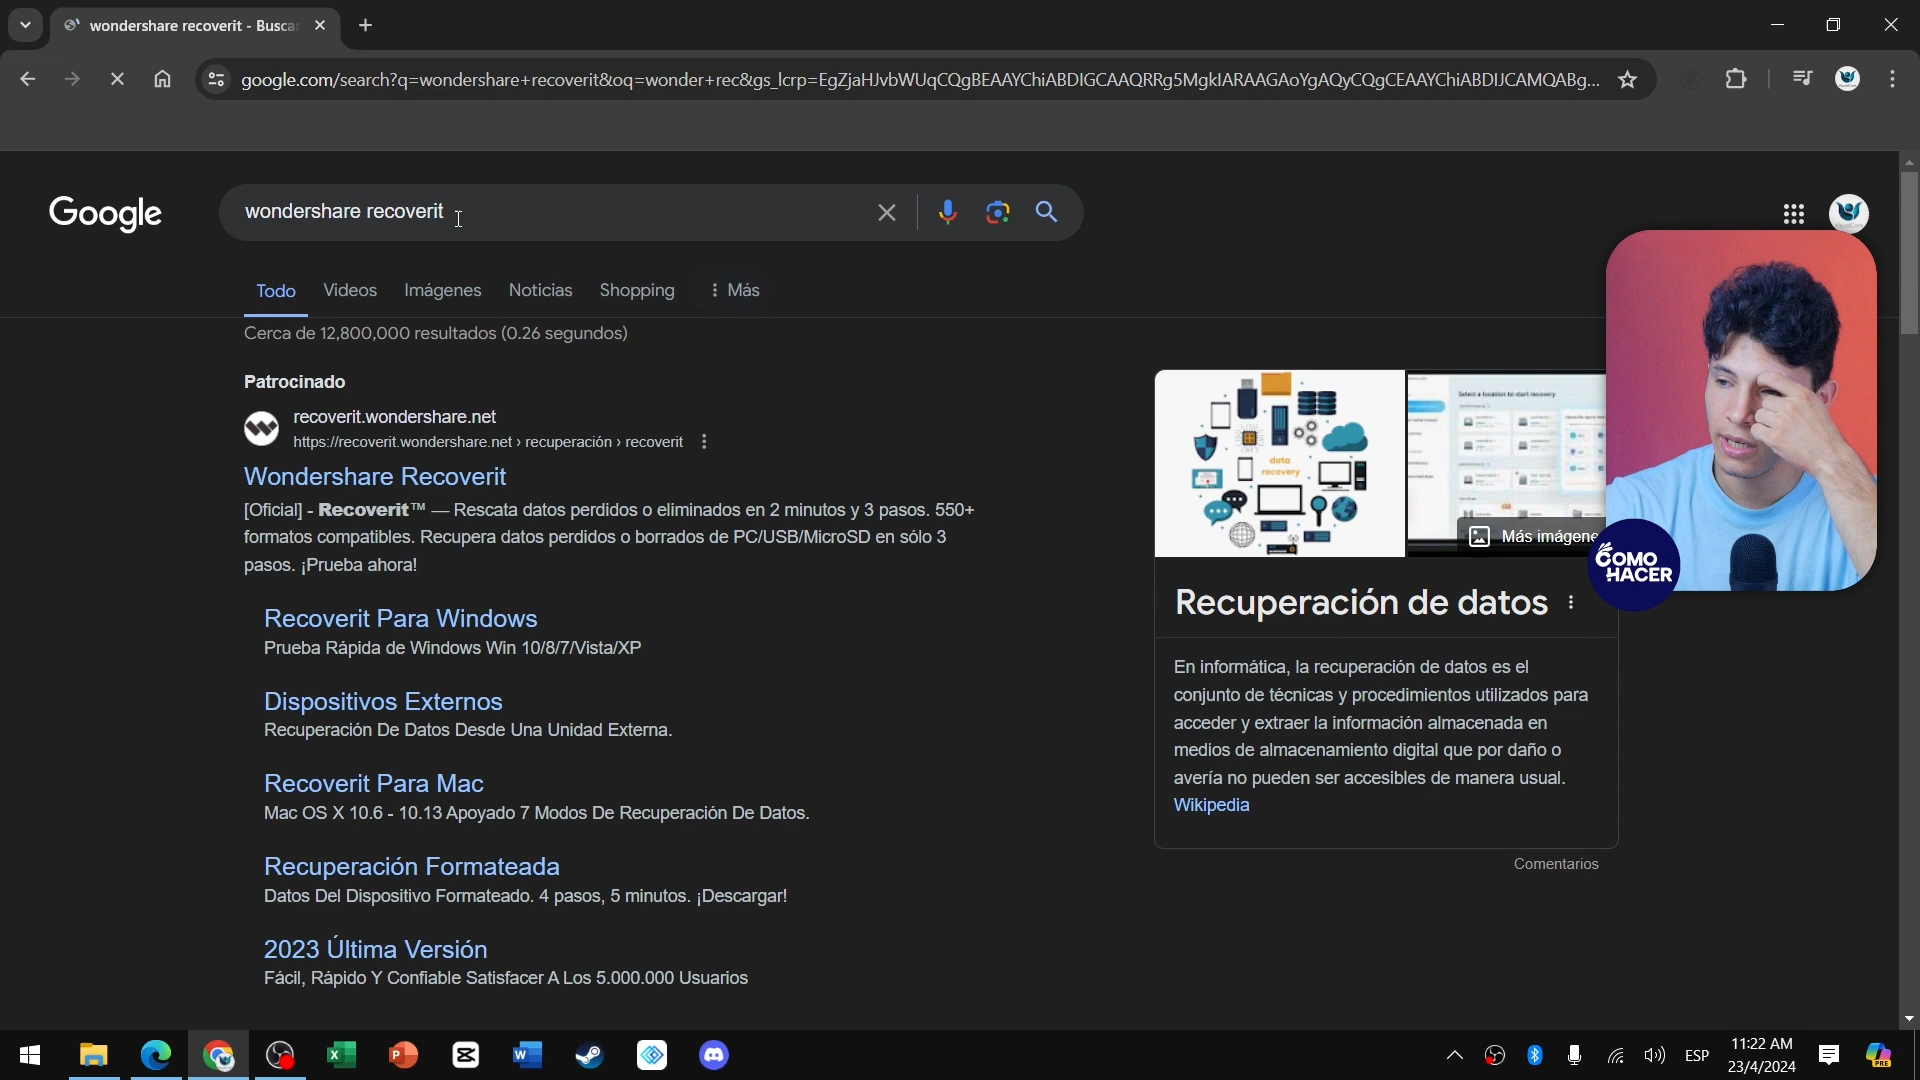 wondershare recoverit - Busca
google.com/search?q=wondershare+recoverit&oq=wonder+rec&gs_lcrp=EgZjaHJvbWUqCQgBEAAYChiABDIGCAAQRRg5MgkIARAAGAoYgAQyCQgCEAAYChiABDIJCAMQABg...
Google
wondershare recoverit
Todo
Videos
Imágenes
Noticias
Shopping
Más
Cerca de 12,800,000 resultados (0.26 segundos)
Patrocinado
recoverit.wondershare.net
https://recoverit.wondershare.net › recuperación › recoverit
Wondershare Recoverit
[Oficial] - Recoverit™ — Rescata datos perdidos o eliminados en 2 minutos y 3 pasos. 550+
formatos compatibles. Recupera datos perdidos o borrados de PC/USB/MicroSD en sólo 3
pasos. ¡Prueba ahora!
Recoverit Para Windows
Prueba Rápida de Windows Win 10/8/7/Vista/XP
Dispositivos Externos
Recuperación De Datos Desde Una Unidad Externa.
Recoverit Para Mac
Mac OS X 10.6 - 10.13 Apoyado 7 Modos De Recuperación De Datos.
Recuperación Formateada
Datos Del Dispositivo Formateado. 4 pasos, 5 minutos. ¡Descargar!
2023 Última Versión
Fácil, Rápido Y Confiable Satisfacer A Los 5.000.000 Usuarios
data
recovery
Select a location to start recovery
Más imágene
COMO
HACER
Recuperación de datos
En informática, la recuperación de datos es el
conjunto de técnicas y procedimientos utilizados para
acceder y extraer la información almacenada en
medios de almacenamiento digital que por daño o
avería no pueden ser accesibles de manera usual.
Wikipedia
Comentarios
ESP
11:22 AM
23/4/2024
PRE